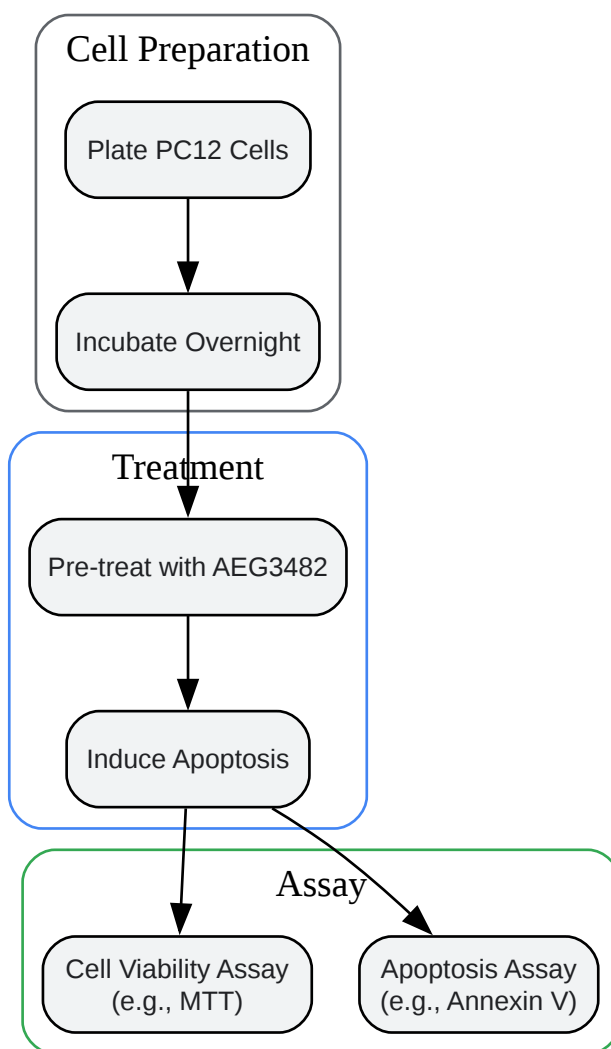 Cell Preparation
Plate PC12 Cells
Incubate Overnight
Treatment
Pre-treat with AEG3482
Induce Apoptosis
Assay
Cell Viability Assay
(e.g., MTT)
Apoptosis Assay
(e.g., Annexin V)